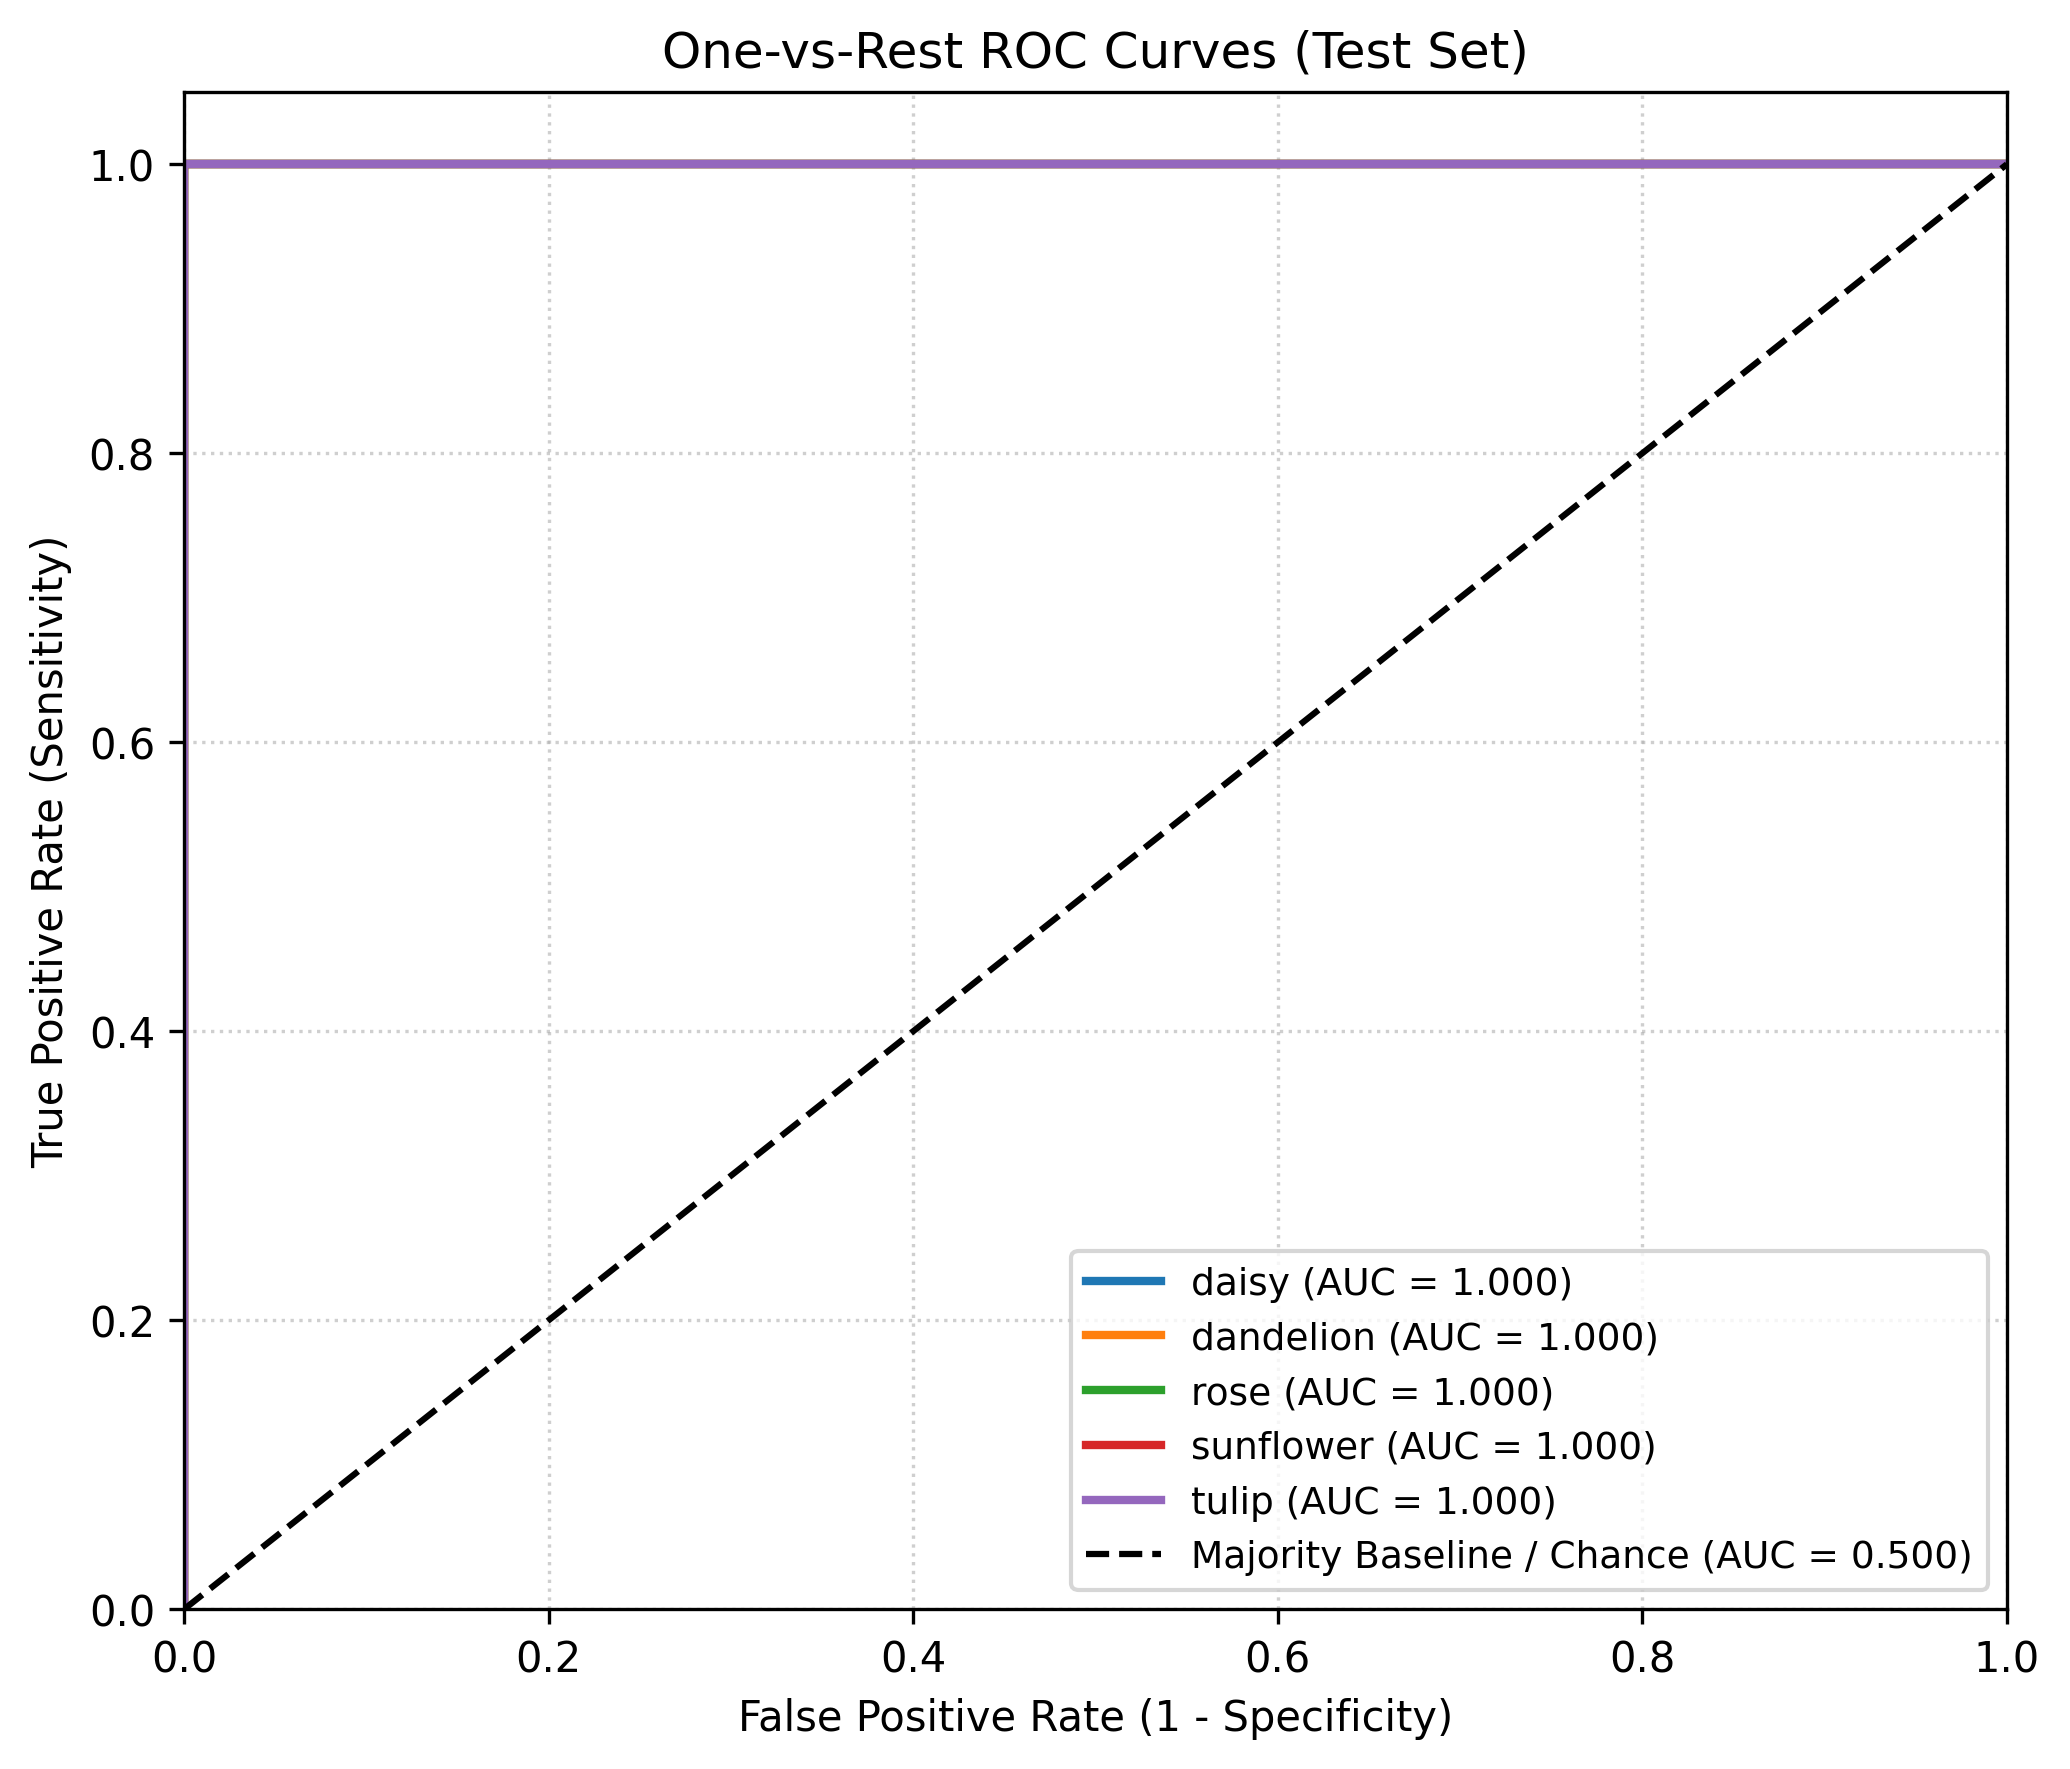 One-vs-Rest ROC Curves (Test Set)
True Positive Rate (Sensitivity)
1.0
0.8
0.6
0.4
0.2
0.0
daisy (AUC = 1.000)
dandelion (AUC = 1.000)
rose (AUC = 1.000)
sunflower (AUC = 1.000)
tulip (AUC = 1.000)
Majority Baseline / Chance (AUC = 0.500)
0.0 0.2 0.4 0.6 0.8 1.0
False Positive Rate (1 - Specificity)